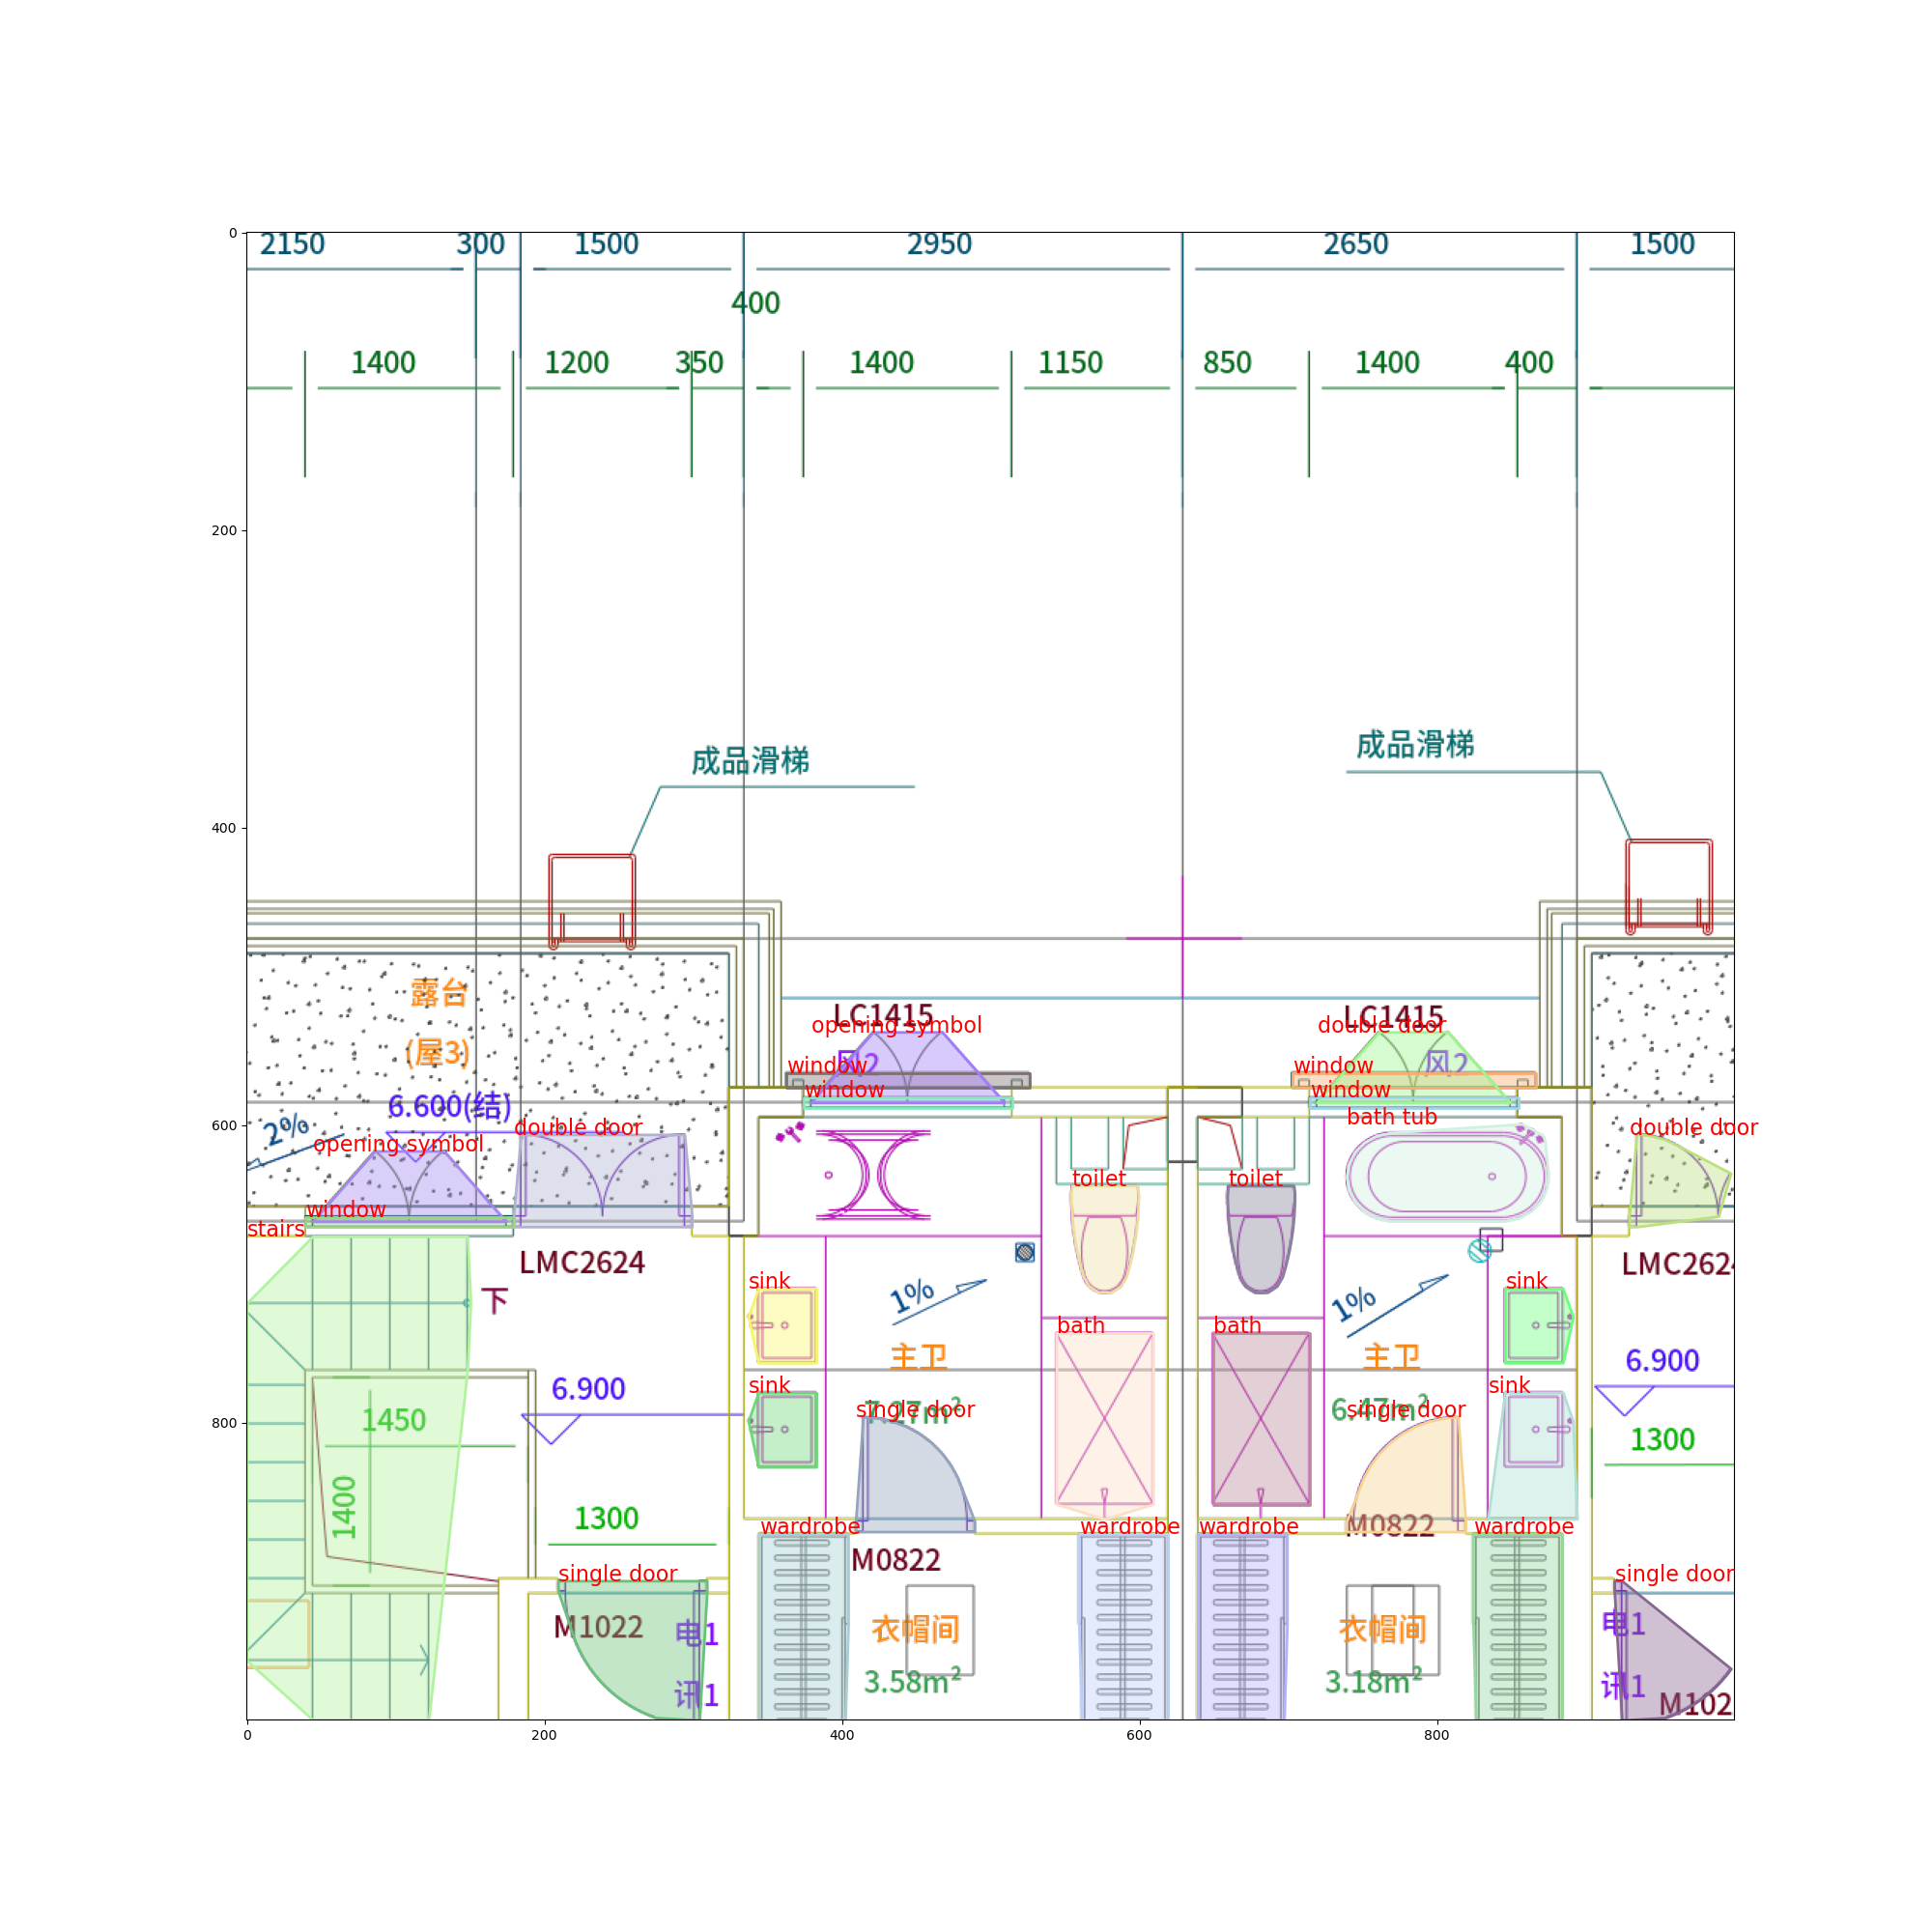 0
2150 300 1500 2950 2650 1500
400
1400 1200 350 1400 1150 850 1400 400
200
成品滑梯
成品滑梯
400
露台
LC1415
LC1415
opening symbol
double door
(屋3)
风2
风2
window
window
window
window
6.600(结)
bath tub
600
2%
double door
double door
opening symbol
toilet
toilet
window
stairs
LMC2624
LMC2624
下
sink
sink
1%
1%
bath
bath
主卫
主卫
6.900
6.900
sink
sink
7.27m²
6.47m²
single door
single door
800
1450
1300
1400
1300
M0822
wardrobe
wardrobe
wardrobe
wardrobe
M0822
single door
single door
M1022
电1
衣帽间
衣帽间
电1
3.58m²
3.18m²
讯1
讯1
M102
0 200 400 600 800